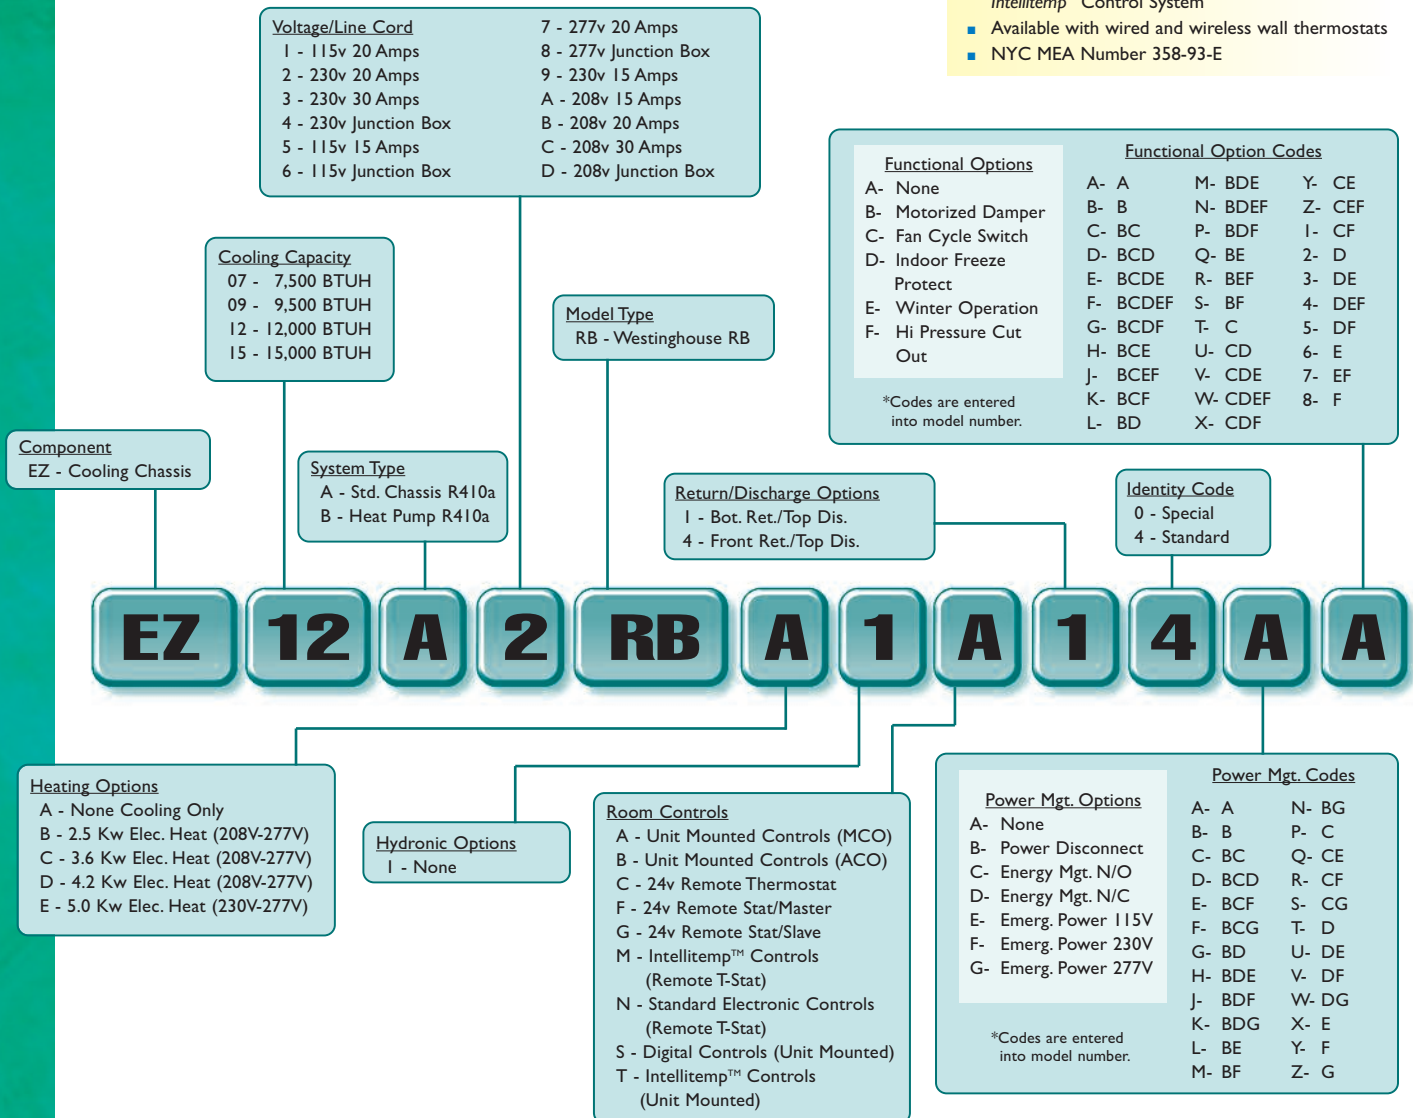 Intellitemp™ Control System
■ Available with wired and wireless wall thermostats
■ NYC MEA Number 358-93-E
Voltage/Line Cord
1 - 115v 20 Amps
2 - 230v 20 Amps
3 - 230v 30 Amps
4 - 230v Junction Box
5 - 115v 15 Amps
6 - 115v Junction Box
7 - 277v 20 Amps
8 - 277v Junction Box
9 - 230v 15 Amps
A - 208v 15 Amps
B - 208v 20 Amps
C - 208v 30 Amps
D - 208v Junction Box
Functional Options
A- None
B- Motorized Damper
C- Fan Cycle Switch
D- Indoor Freeze
Protect
E- Winter Operation
F- Hi Pressure Cut
Out
*Codes are entered
into model number.
Functional Option Codes
A- A
B- B
C- BC
D- BCD
E- BCDE
F- BCDEF
G- BCDF
H- BCE
J- BCEF
K- BCF
L- BD
M- BDE
N- BDEF
P- BDF
Q- BE
R- BEF
S- BF
T- C
U- CD
V- CDE
W- CDEF
X- CDF
Y- CE
Z- CEF
1- CF
2- D
3- DE
4- DEF
5- DF
6- E
7- EF
8- F
Cooling Capacity
07 - 7,500 BTUH
09 - 9,500 BTUH
12 - 12,000 BTUH
15 - 15,000 BTUH
Model Type
RB - Westinghouse RB
Component
EZ - Cooling Chassis
System Type
A - Std. Chassis R410a
B - Heat Pump R410a
Return/Discharge Options
1 - Bot. Ret./Top Dis.
4 - Front Ret./Top Dis.
Identity Code
0 - Special
4 - Standard
EZ 12 A 2 RB A 1 A 1 4 A A
Heating Options
A - None Cooling Only
B - 2.5 Kw Elec. Heat (208V-277V)
C - 3.6 Kw Elec. Heat (208V-277V)
D - 4.2 Kw Elec. Heat (208V-277V)
E - 5.0 Kw Elec. Heat (230V-277V)
Hydronic Options
1 - None
Room Controls
A - Unit Mounted Controls (MCO)
B - Unit Mounted Controls (ACO)
C - 24v Remote Thermostat
F - 24v Remote Stat/Master
G - 24v Remote Stat/Slave
M - Intellitemp™ Controls
(Remote T-Stat)
N - Standard Electronic Controls
(Remote T-Stat)
S - Digital Controls (Unit Mounted)
T - Intellitemp™ Controls
(Unit Mounted)
Power Mgt. Options
A- None
B- Power Disconnect
C- Energy Mgt. N/O
D- Energy Mgt. N/C
E- Emerg. Power 115V
F- Emerg. Power 230V
G- Emerg. Power 277V
*Codes are entered
into model number.
Power Mgt. Codes
A- A
B- B
C- BC
D- BCD
E- BCF
F- BCG
G- BD
H- BDE
J- BDF
K- BDG
L- BE
M- BF
N- BG
P- C
Q- CE
R- CF
S- CG
T- D
U- DE
V- DF
W- DG
X- E
Y- F
Z- G